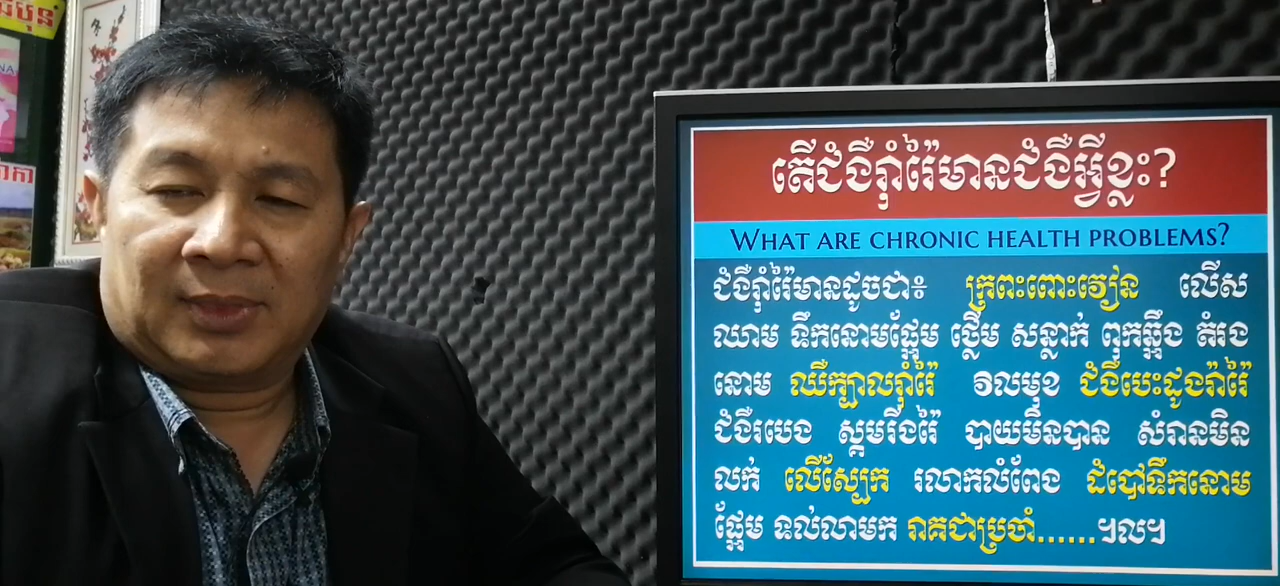 តើជំងឺរ៉ាំរ៉ៃមានជំងឺអ្វីខ្លះ?
WHAT ARE CHRONIC HEALTH PROBLEMS?
ជំងឺរ៉ាំរ៉ៃមានដូចជា៖ ក្រពះពោះវៀន លើស
ឈាម ទឹកនោមផ្អែម ថ្លើម សន្លាក់ ពុកឆ្អឹង តំរង
នោម ឈឺក្បាលរ៉ាំរ៉ៃ វិលមុខ ជំងឺបេះដូងរ៉ារ៉ៃ
ជំងឺរបេង ស្គមរីងរៃ បាយមិនបាន សំរានមិន
លក់ លើស្បែក រលាកលំពែង ដំបៅទឹកនោម
ផ្អែម ទល់លាមក រាគជាប្រចាំ......។ល។